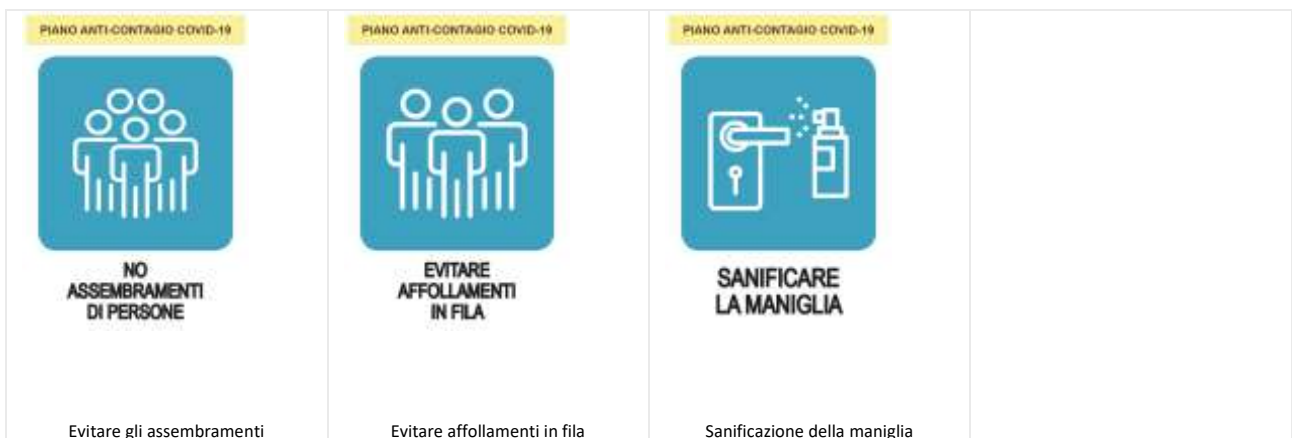 PIANO ANTI-CONTAGIO COVID-19
NO
ASSEMBRAMENTI
DI PERSONE
Evitare gli assembramenti
PIANO ANTI-CONTAGIO COVID-19
EVITARE
AFFOLLAMENTI
IN FILA
Evitare affollamenti in fila
PIANO ANTI-CONTAGIO COVID-19
SANIFICARE
LA MANIGLIA
Sanificazione della maniglia